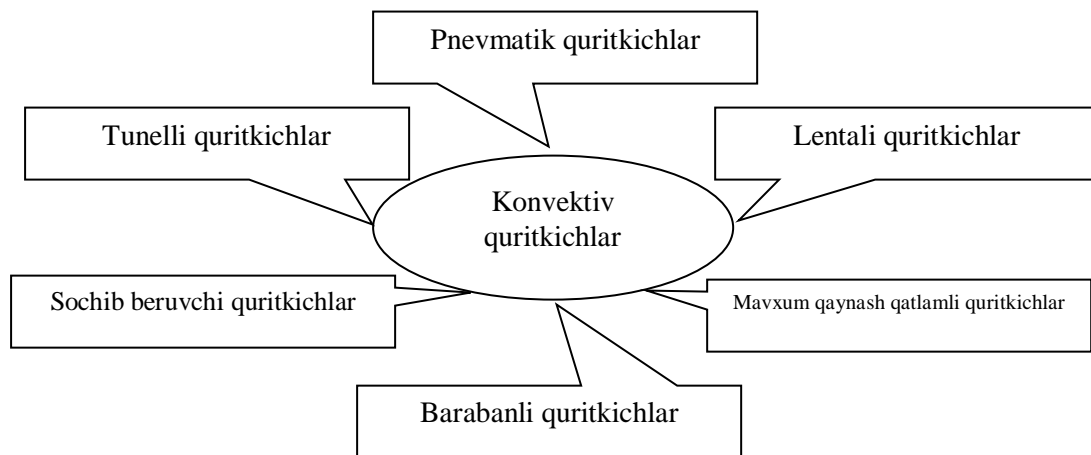 Pnevmatik quritkichlar
Tunelli quritkichlar
Lentali quritkichlar
Konvektiv
quritkichlar
Sochib beruvchi quritkichlar
Mavxum qaynash qatlamli quritkichlar
Barabanli quritkichlar